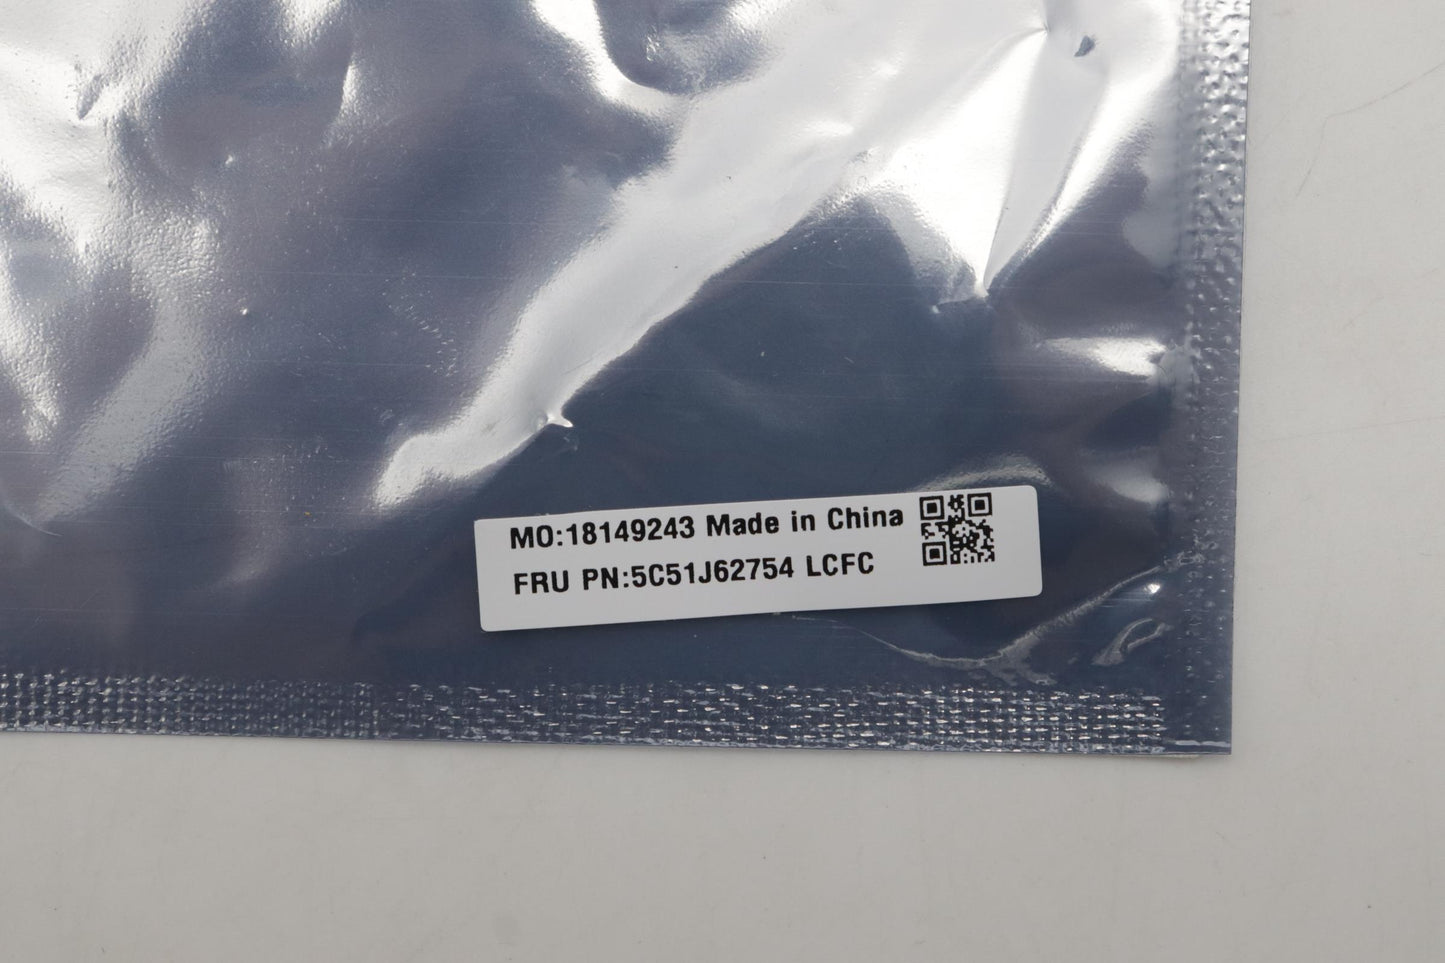 MO:18149243 Made in China
FRU PN:5C51J62754 LCFC